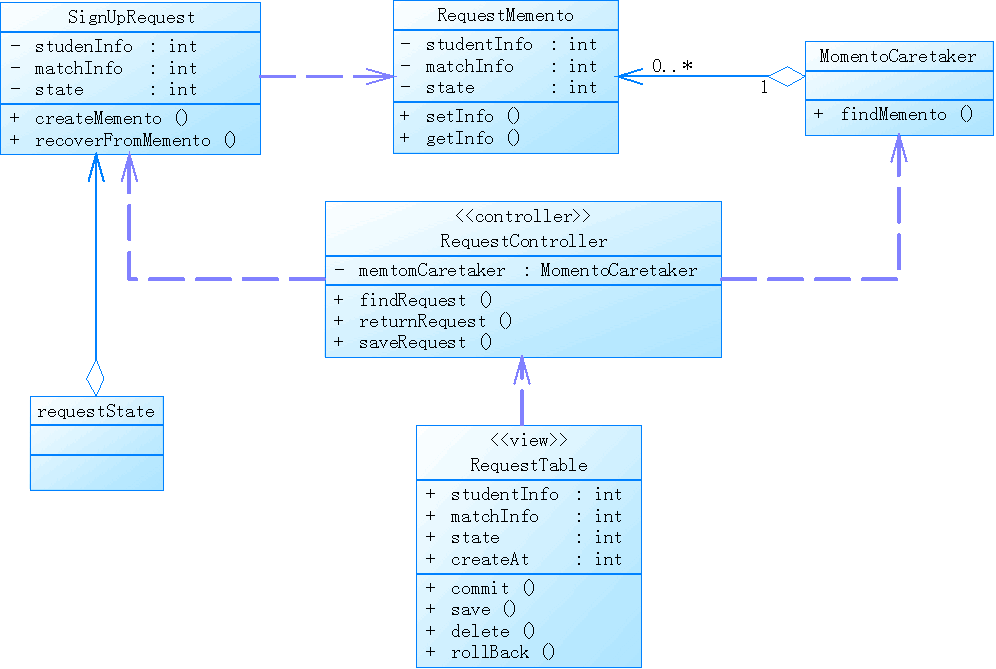 SignUpRequest
- studenInfo : int
- matchInfo : int
- state : int
+ createMemento ()
+ recoverFromMemento ()
RequestMemento
- studentInfo : int
- matchInfo : int
- state : int
+ setInfo ()
+ getInfo ()
0..*
1
MomentoCaretaker
+ findMemento ()
<<controller>>
RequestController
- memtomCaretaker : MomentoCaretaker
+ findRequest ()
+ returnRequest ()
+ saveRequest ()
requestState
<<view>>
RequestTable
+ studentInfo : int
+ matchInfo : int
+ state : int
+ createAt : int
+ commit ()
+ save ()
+ delete ()
+ rollBack ()